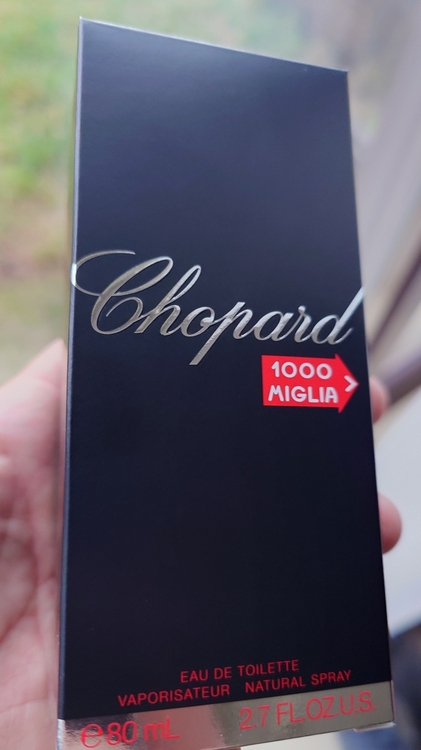 Chopard
1000
MIGLIA
EAU DE TOILETTE
VAPORISATEUR NATURAL SPRAY
℮ 80 mL 2.7 FL.OZ.U.S.